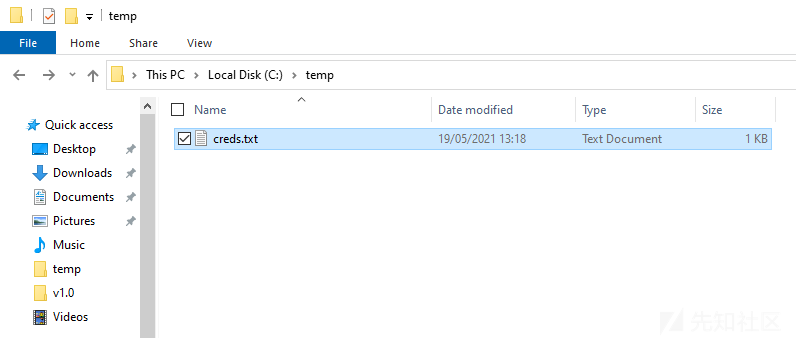 temp
File Home Share View
This PC Local Disk (C:) temp
Name Date modified Type Size
Quick access
creds.txt 19/05/2021 13:18 Text Document 1 KB
Desktop
Downloads
Documents
Pictures
Music
temp
v1.0
Videos
先知社区